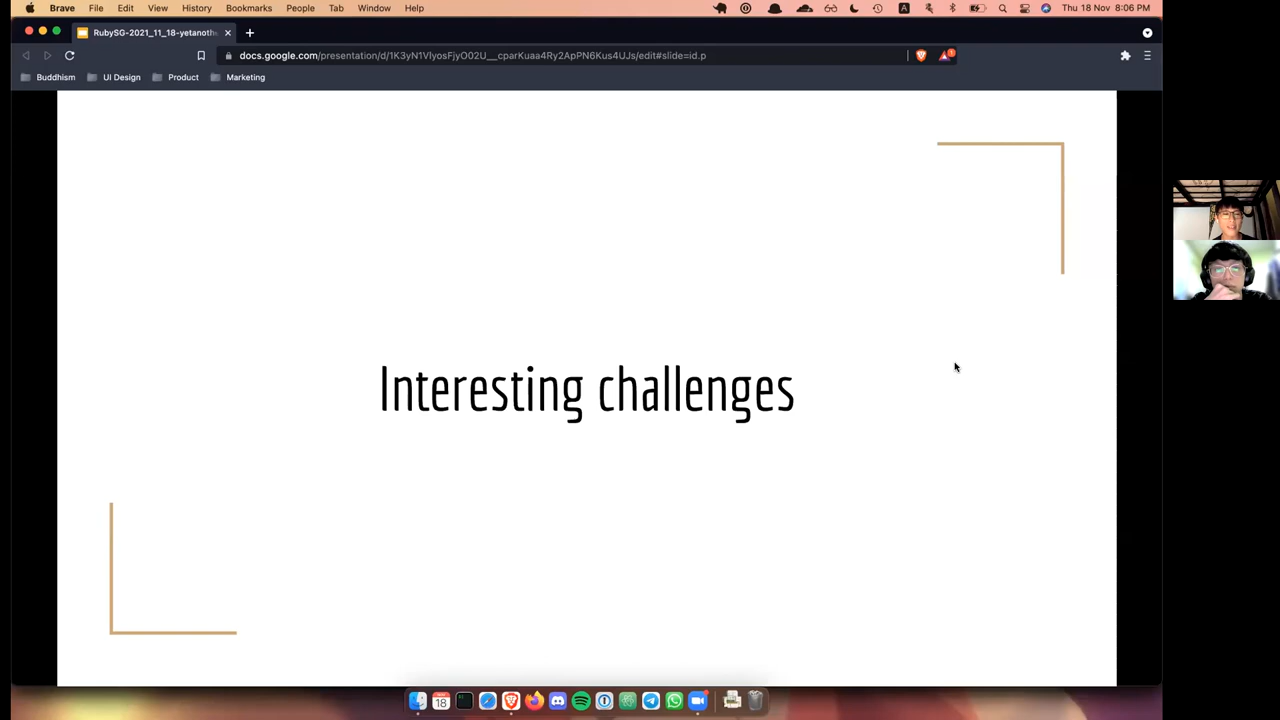 Brave File Edit View History Bookmarks People Tab Window Help
Thu 18 Nov 8:06 PM
RubySG-2021_11_18-yetanoth
docs.google.com/presentation/d/1K3yN1VlyosFjyO02U__cparKuaa4Ry2ApPN6Kus4UJs/edit#slide=id.p
Buddhism UI Design Product Marketing
Interesting challenges
18